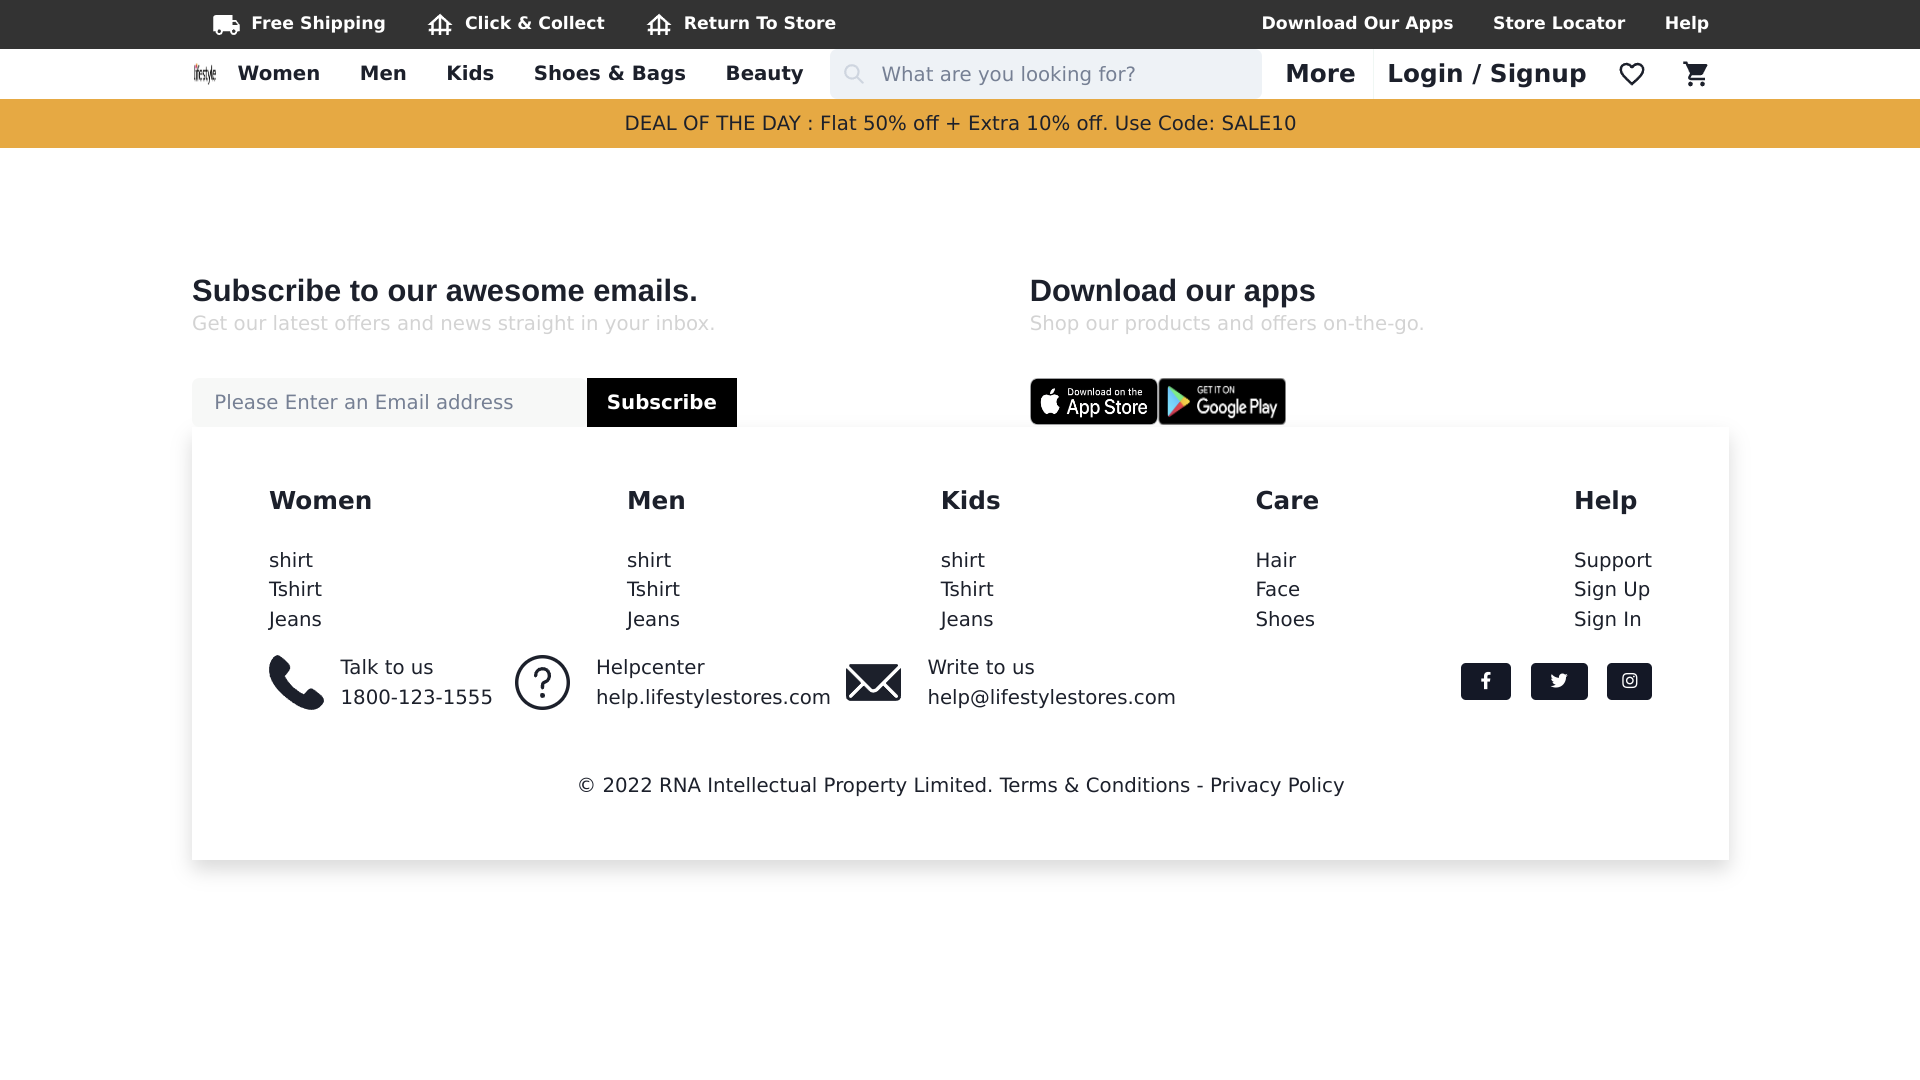 Free Shipping Click & Collect Return To Store Download Our Apps Store Locator Help
lifestyle Women Men Kids Shoes & Bags Beauty What are you looking for? More Login / Signup
DEAL OF THE DAY : Flat 50% off + Extra 10% off. Use Code: SALE10
Subscribe to our awesome emails.
Get our latest offers and news straight in your inbox.
Please Enter an Email address Subscribe
Download our apps
Shop our products and offers on-the-go.
Download on the
App Store
GET IT ON
Google Play
Women
shirt
Tshirt
Jeans
Men
shirt
Tshirt
Jeans
Kids
shirt
Tshirt
Jeans
Care
Hair
Face
Shoes
Help
Support
Sign Up
Sign In
Talk to us
1800-123-1555
Helpcenter
help.lifestylestores.com
Write to us
help@lifestylestores.com
© 2022 RNA Intellectual Property Limited. Terms & Conditions - Privacy Policy